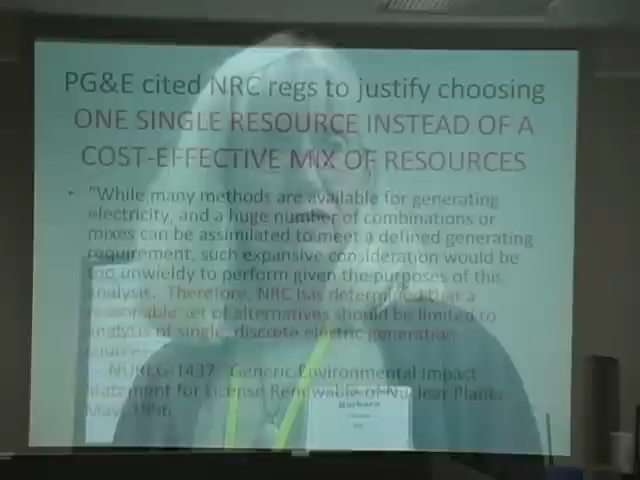 PG&E cited NRC regs to justify choosing
ONE SINGLE RESOURCE INSTEAD OF A
COST-EFFECTIVE MIX OF RESOURCES
• "While many methods are available for generating
electricity, and a huge number of combinations or
mixes can be assimilated to meet a defined generating
requirement, such expansive consideration would be
too unwieldy to perform given the purposes of this
analysis. Therefore, NRC has determined that a
reasonable set of alternatives should be limited to
analysis of single, discrete electric generation
sources
NUREG-1437: Generic Environmental Impact
Statement for License Renewable of Nuclear Plants
May 1996
Barbara